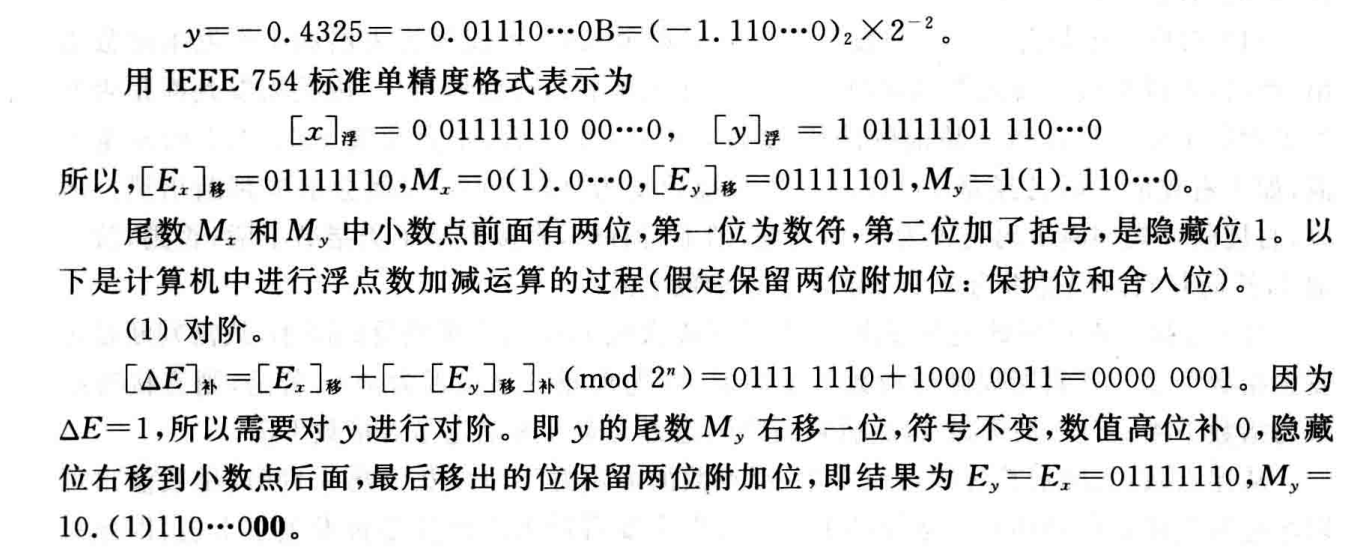 y=-0.4325=-0.01110…0B=(-1.110…0)₂×2⁻²。
用 IEEE 754 标准单精度格式表示为
[x]浮 = 0 01111110 00…0, [y]浮 = 1 01111101 110…0
所以,[Eₓ]移=01111110,Mₓ=0(1).0…0,[Eᵧ]移=01111101,Mᵧ=1(1).110…0。
尾数 Mₓ 和 Mᵧ 中小数点前面有两位,第一位为数符,第二位加了括号,是隐藏位 1。以
下是计算机中进行浮点数加减运算的过程(假定保留两位附加位:保护位和舍入位)。
(1) 对阶。
[ΔE]补=[Eₓ]移+[-[Eᵧ]移]补(mod 2ⁿ)=0111 1110+1000 0011=0000 0001。因为
ΔE=1,所以需要对 y 进行对阶。即 y 的尾数 Mᵧ 右移一位,符号不变,数值高位补 0,隐藏
位右移到小数点后面,最后移出的位保留两位附加位,即结果为 Eᵧ=Eₓ=01111110,Mᵧ=
10.(1)110…000。